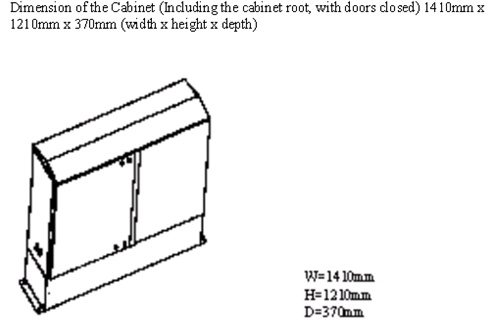 Dimension of the Cabinet (Including the cabinet root, with doors closed) 1410mm x
1210mm x 370mm (width x height x depth)
W=1410mm
H=1210mm
D=370mm